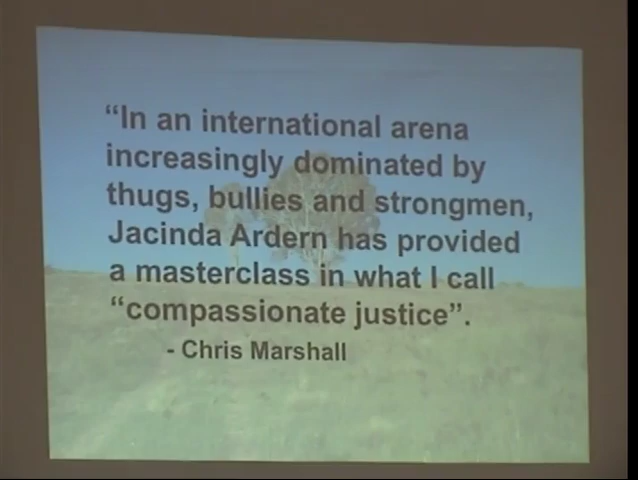 “In an international arena
increasingly dominated by
thugs, bullies and strongmen,
Jacinda Ardern has provided
a masterclass in what I call
“compassionate justice”.
- Chris Marshall